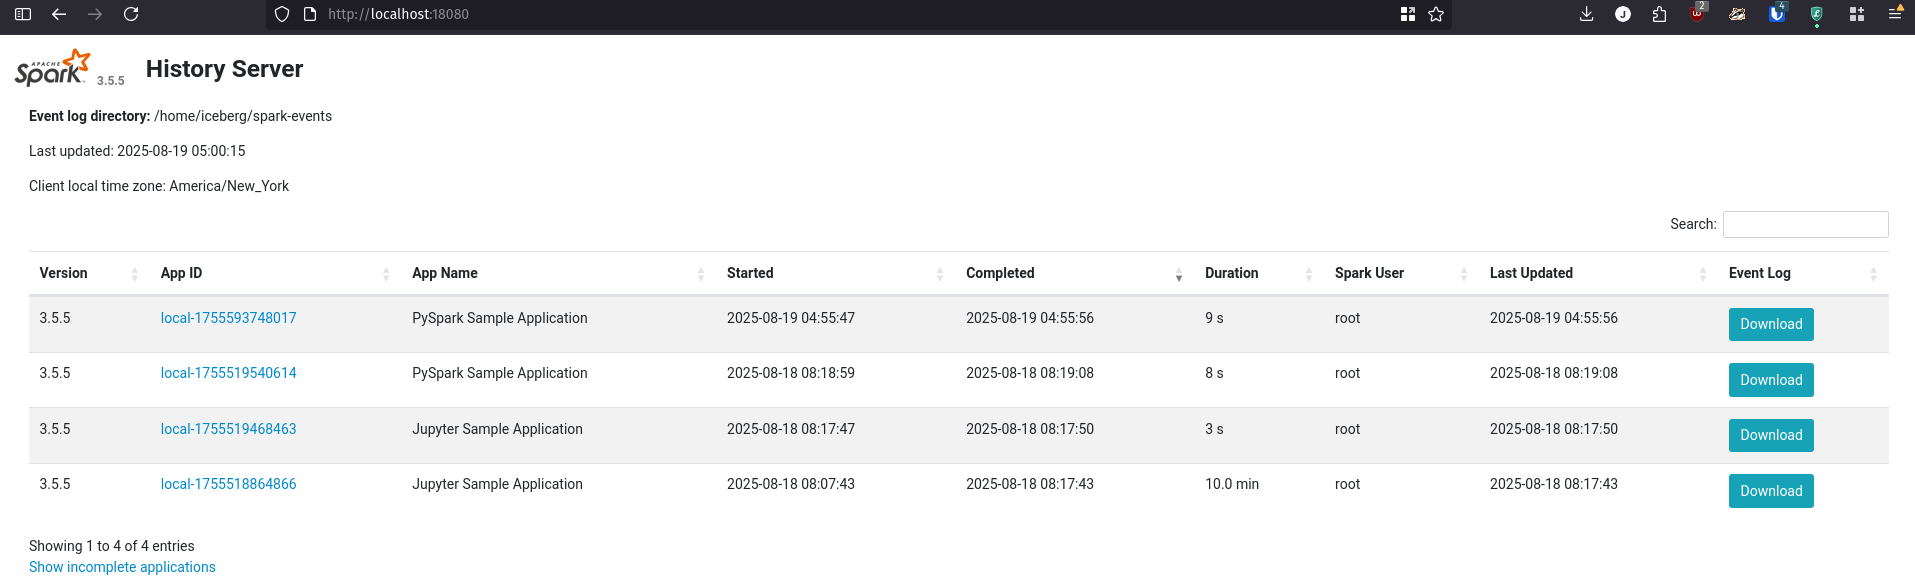 http://localhost:18080
2
4
APACHE
Spark 3.5.5 History Server
Event log directory: /home/iceberg/spark-events
Last updated: 2025-08-19 05:00:15
Client local time zone: America/New_York
Search:
Version App ID App Name Started Completed Duration Spark User Last Updated Event Log
3.5.5 local-1755593748017 PySpark Sample Application 2025-08-19 04:55:47 2025-08-19 04:55:56 9 s root 2025-08-19 04:55:56 Download
3.5.5 local-1755519540614 PySpark Sample Application 2025-08-18 08:18:59 2025-08-18 08:19:08 8 s root 2025-08-18 08:19:08 Download
3.5.5 local-1755519468463 Jupyter Sample Application 2025-08-18 08:17:47 2025-08-18 08:17:50 3 s root 2025-08-18 08:17:50 Download
3.5.5 local-1755518864866 Jupyter Sample Application 2025-08-18 08:07:43 2025-08-18 08:17:43 10.0 min root 2025-08-18 08:17:43 Download
Showing 1 to 4 of 4 entries
Show incomplete applications